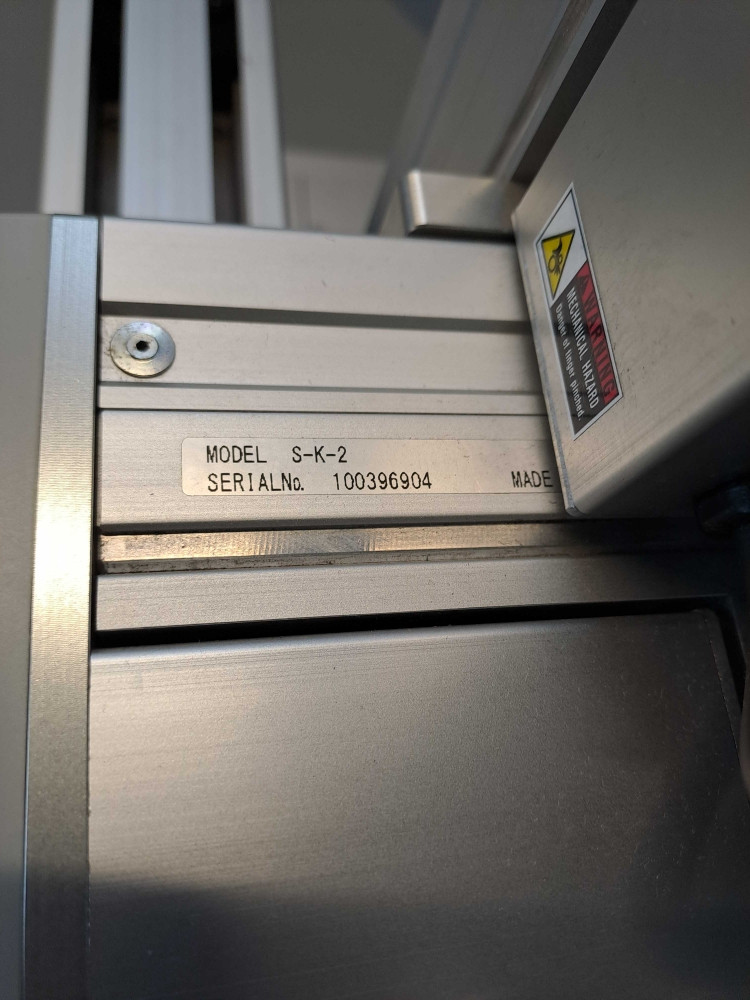 MODEL S-K-2
SERIALNo. 100396904 MADE
WARNING
MECHANICAL HAZARD
Danger of finger pinched.